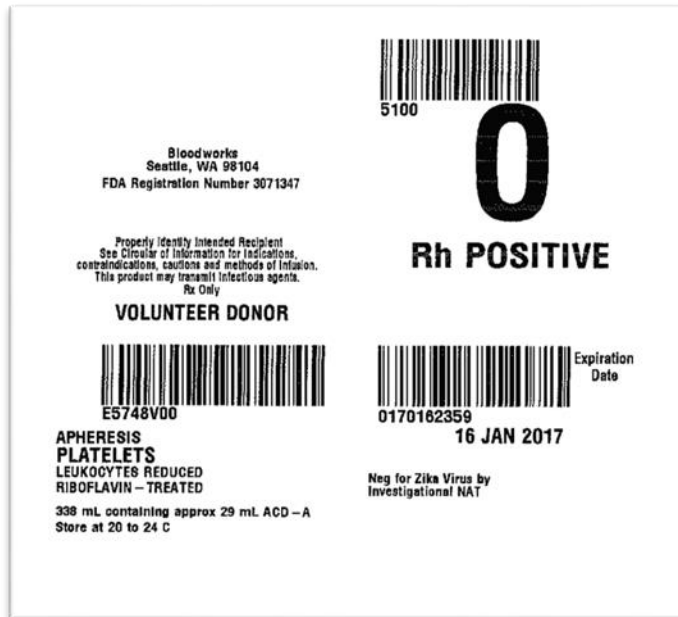 5100
O
Rh POSITIVE
Bloodworks
Seattle, WA 98104
FDA Registration Number 3071347
Properly Identify Intended Recipient
See Circular of Information for indications,
contraindications, cautions and methods of infusion.
This product may transmit infectious agents.
Rx Only
VOLUNTEER DONOR
E5748V00
APHERESIS
PLATELETS
LEUKOCYTES REDUCED
RIBOFLAVIN – TREATED
338 mL containing approx 29 mL ACD – A
Store at 20 to 24 C
Expiration
Date
0170162359
16 JAN 2017
Neg for Zika Virus by
Investigational NAT